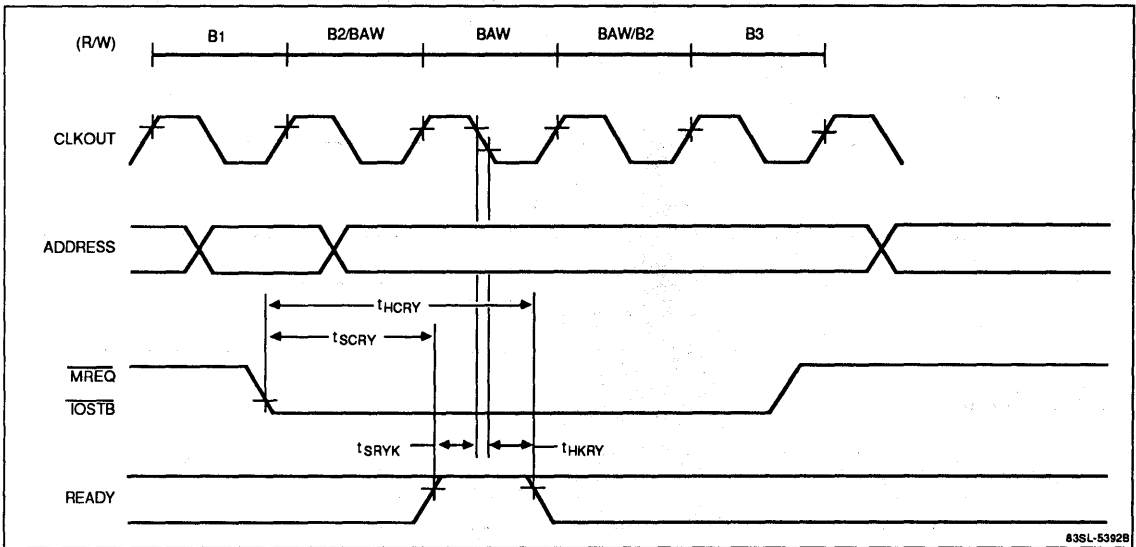 (R/W) B1 B2/BAW BAW BAW/B2 B3
CLKOUT
ADDRESS
tHCRY
tSCRY
MREQ
IOSTB
tSRYK tHKRY
READY
83SL-5392B